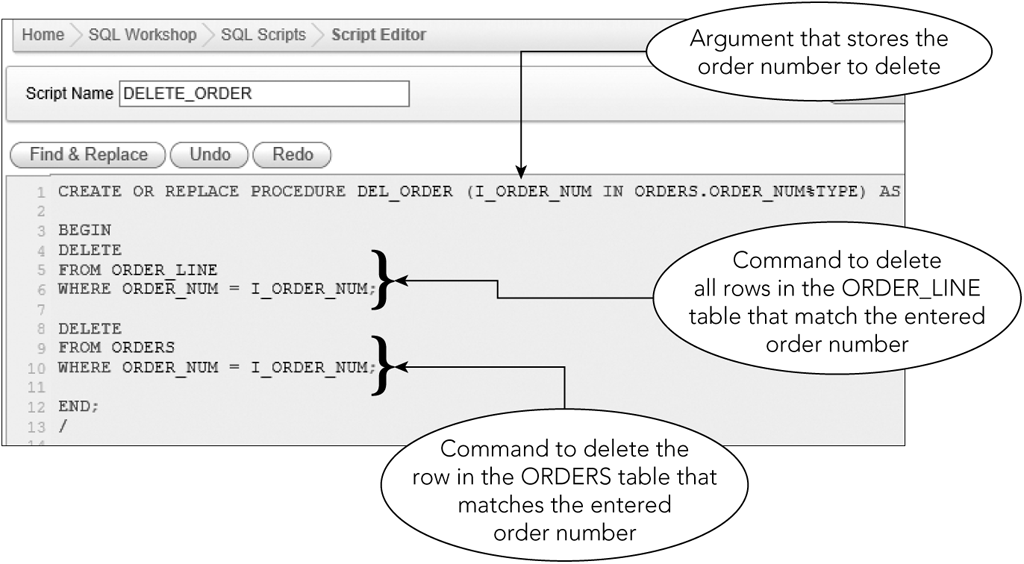 Home SQL Workshop SQL Scripts Script Editor
Argument that stores the
order number to delete
Script Name DELETE_ORDER
Find & Replace Undo Redo
1 CREATE OR REPLACE PROCEDURE DEL_ORDER (I_ORDER_NUM IN ORDERS.ORDER_NUM%TYPE) AS
2
3 BEGIN
4 DELETE
5 FROM ORDER_LINE
6 WHERE ORDER_NUM = I_ORDER_NUM;
7
8 DELETE
9 FROM ORDERS
10 WHERE ORDER_NUM = I_ORDER_NUM;
11
12 END;
13 /
Command to delete
all rows in the ORDER_LINE
table that match the entered
order number
Command to delete the
row in the ORDERS table that
matches the entered
order number